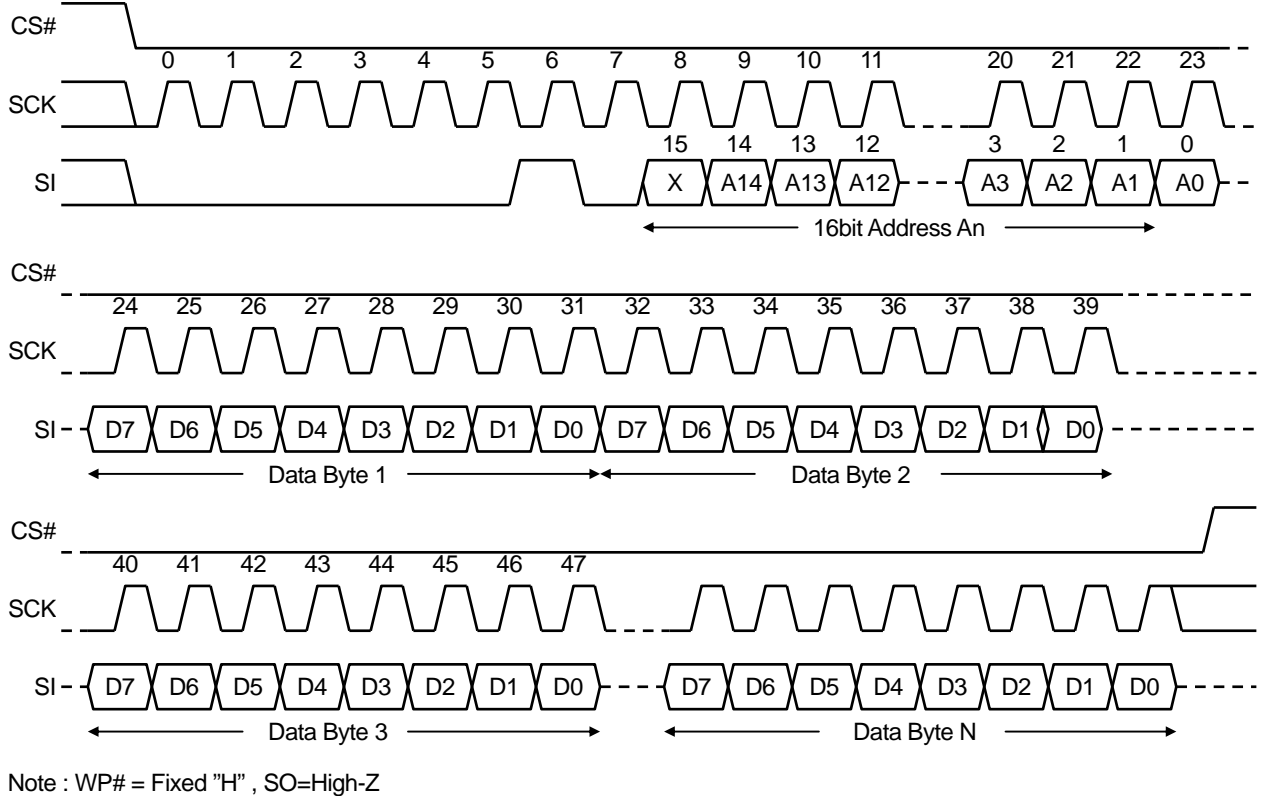 CS#
0 1 2 3 4 5 6 7 8 9 10 11 20 21 22 23
SCK
15 14 13 12 3 2 1 0
SI X A14 A13 A12 A3 A2 A1 A0
16bit Address An
CS#
24 25 26 27 28 29 30 31 32 33 34 35 36 37 38 39
SCK
SI D7 D6 D5 D4 D3 D2 D1 D0 D7 D6 D5 D4 D3 D2 D1 D0
Data Byte 1 Data Byte 2
CS#
40 41 42 43 44 45 46 47
SCK
SI D7 D6 D5 D4 D3 D2 D1 D0 D7 D6 D5 D4 D3 D2 D1 D0
Data Byte 3 Data Byte N
Note : WP# = Fixed ”H” , SO=High-Z